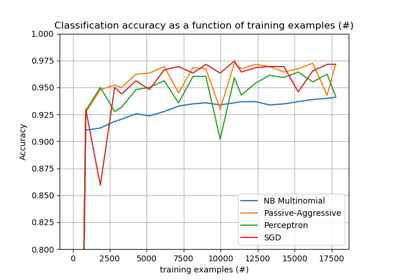 Classification accuracy as a function of training examples (#)
1.000
0.975
0.950
0.925
0.900
0.875
0.850
0.825
0.800
Accuracy
NB Multinomial
Passive-Aggressive
Perceptron
SGD
0 2500 5000 7500 10000 12500 15000 17500
training examples (#)